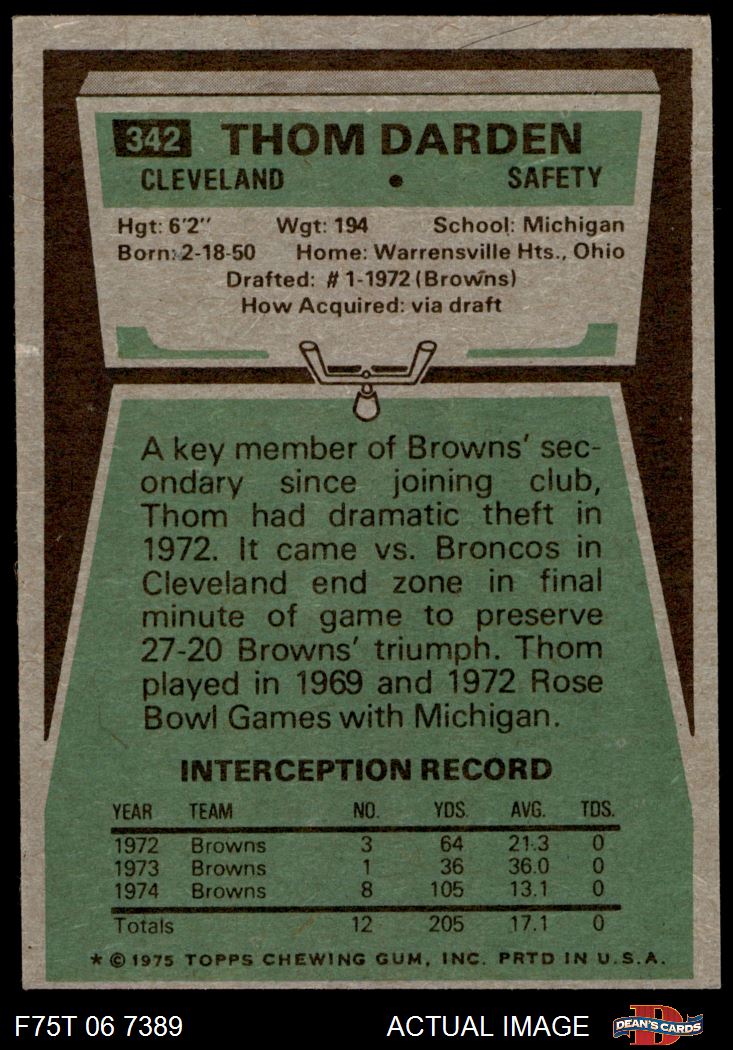 342 THOM DARDEN
CLEVELAND • SAFETY
Hgt: 6'2" Wgt: 194 School: Michigan
Born: 2-18-50 Home: Warrensville Hts., Ohio
Drafted: #1-1972 (Browns)
How Acquired: via draft
A key member of Browns' sec-
ondary since joining club,
Thom had dramatic theft in
1972. It came vs. Broncos in
Cleveland end zone in final
minute of game to preserve
27-20 Browns' triumph. Thom
played in 1969 and 1972 Rose
Bowl Games with Michigan.
INTERCEPTION RECORD
YEAR TEAM NO. YDS. AVG. TDS.
1972 Browns 3 64 21.3 0
1973 Browns 1 36 36.0 0
1974 Browns 8 105 13.1 0
Totals 12 205 17.1 0
* © 1975 TOPPS CHEWING GUM, INC. PRTD IN U.S.A.
F75T 06 7389 ACTUAL IMAGE DEAN'S CARDS